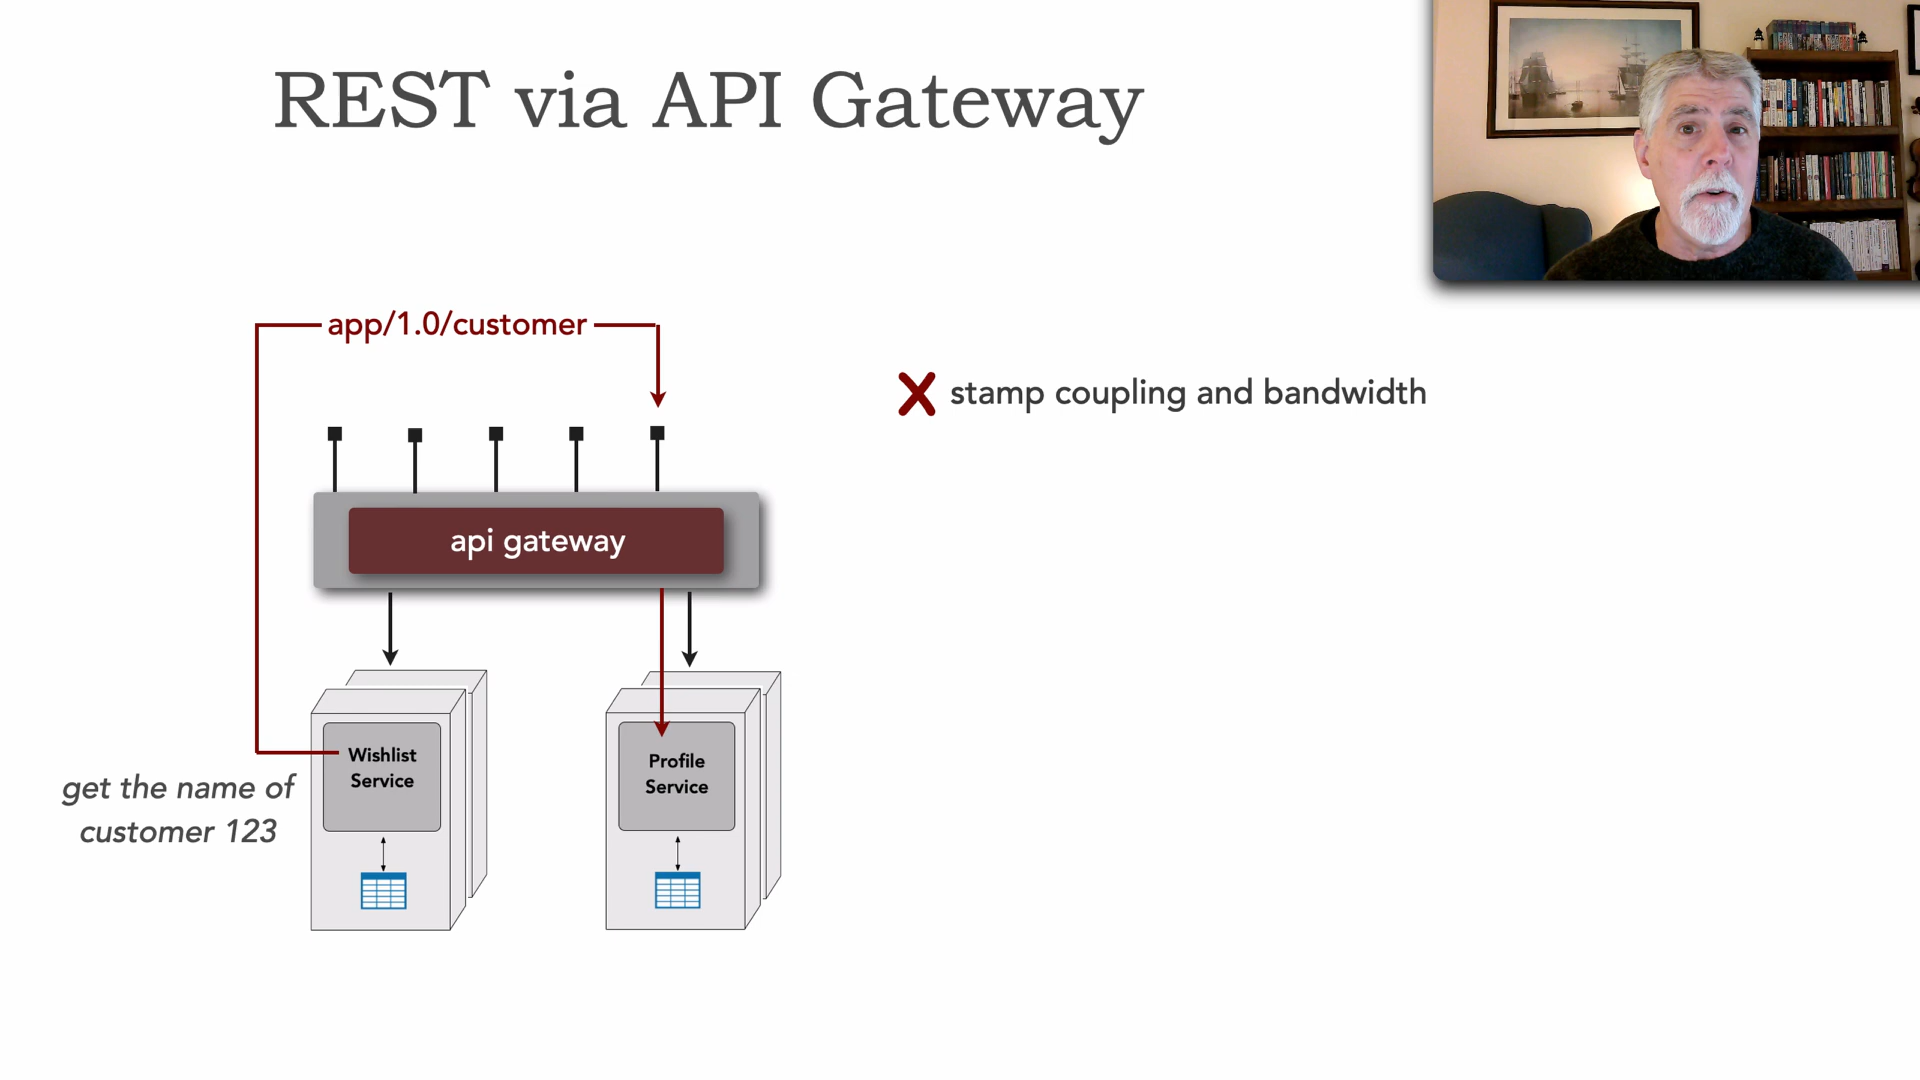 REST via API Gateway
app/1.0/customer
stamp coupling and bandwidth
api gateway
Wishlist
Service
Profile
Service
get the name of
customer 123